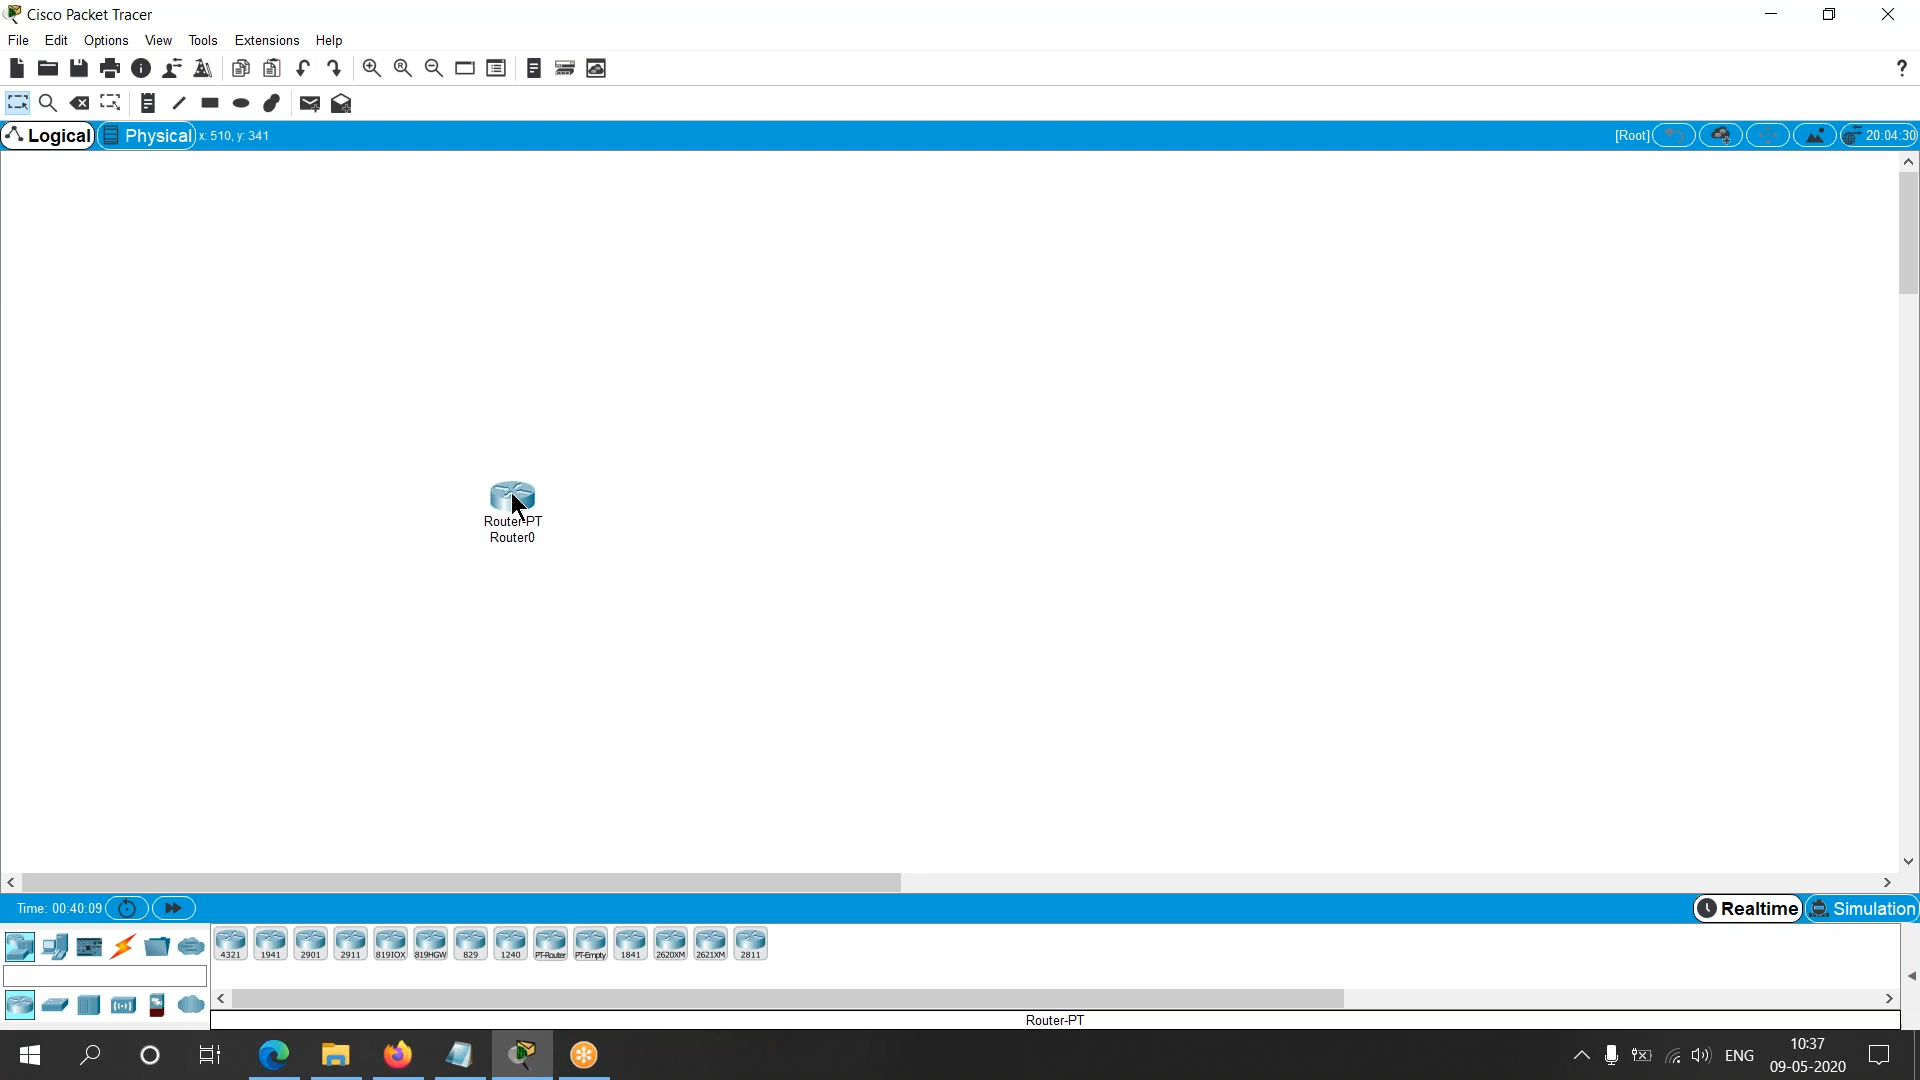 Cisco Packet Tracer
File Edit Options View Tools Extensions Help
?
Logical Physical x: 510, y: 341 [Root] 20:04:30
Router-PT
Router0
Time: 00:40:09 Realtime Simulation
4321 1941 2901 2911 819IOX 819HGW 829 1240 PT-Router PT-Empty 1841 2620XM 2621XM 2811
Router-PT
ENG
10:37
09-05-2020